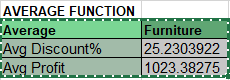 AVERAGE FUNCTION
Average Furniture
Avg Discount% 25.2303922
Avg Profit 1023.38275